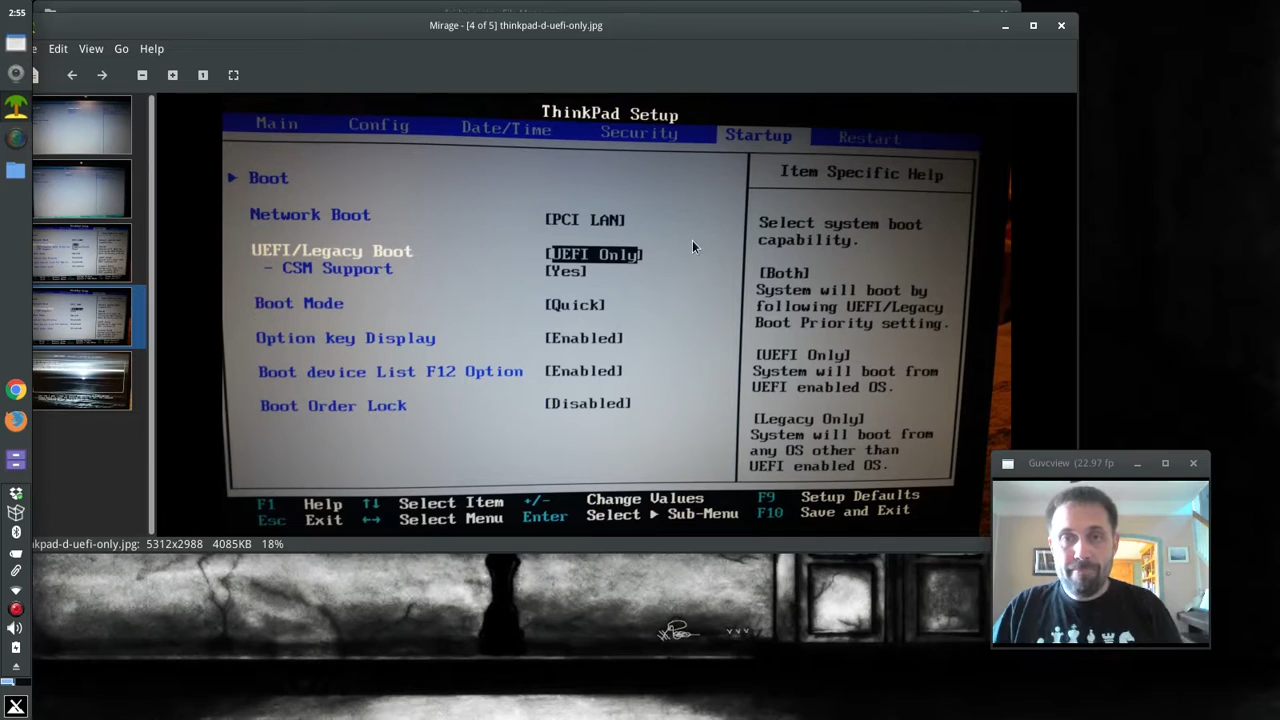 2:55
Mirage - [4 of 5] thinkpad-d-uefi-only.jpg
Edit View Go Help
ThinkPad Setup
Main Config Date/Time Security Startup Restart
Boot
Network Boot [PCI LAN]
UEFI/Legacy Boot [UEFI Only]
- CSM Support [Yes]
Boot Mode [Quick]
Option key Display [Enabled]
Boot device List F12 Option [Enabled]
Boot Order Lock [Disabled]
Item Specific Help
Select system boot
capability.
[Both]
System will boot by
following UEFI/Legacy
Boot Priority setting.
[UEFI Only]
System will boot from
UEFI enabled OS.
[Legacy Only]
System will boot from
any OS other than
UEFI enabled OS.
F1 Help ↑↓ Select Item +/- Change Values F9 Setup Defaults
Esc Exit ←→ Select Menu Enter Select ▶ Sub-Menu F10 Save and Exit
Guvcview (22.97 fp
kpad-d-uefi-only.jpg: 5312x2988 4085KB 18%